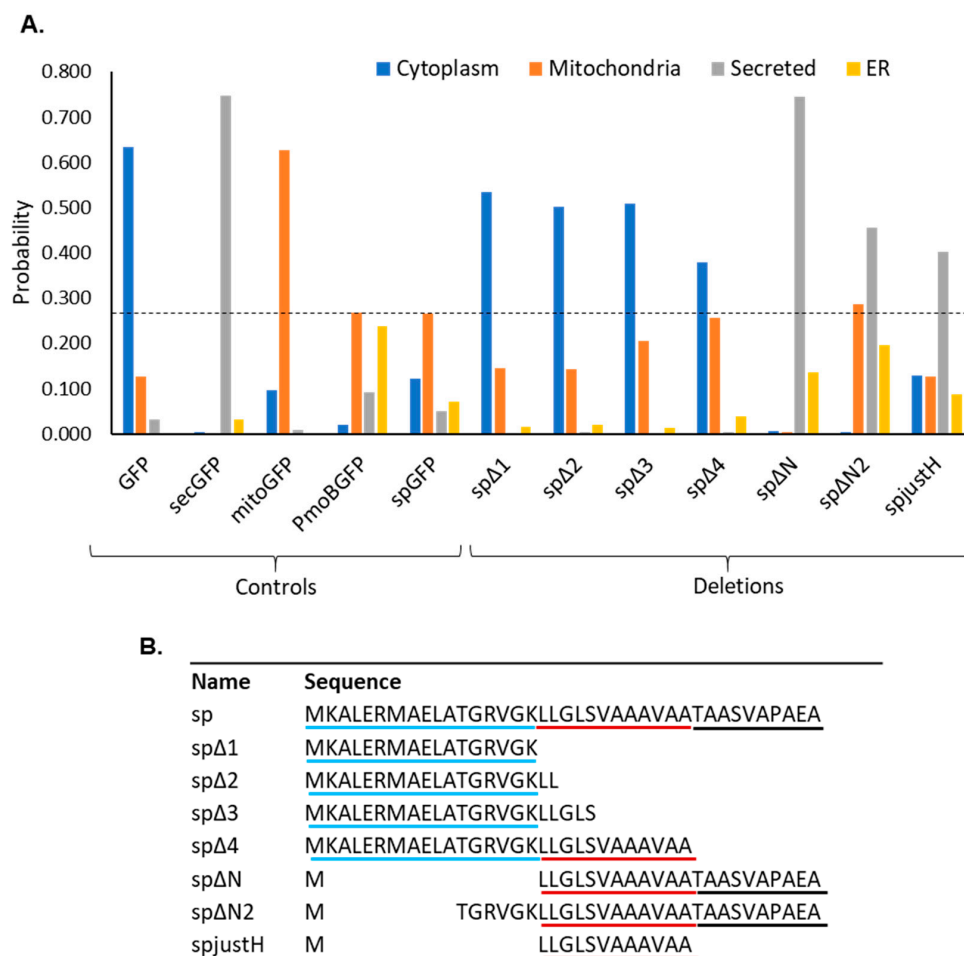 A.
Cytoplasm Mitochondria Secreted ER
0.800
0.700
0.600
0.500
0.400
0.300
0.200
0.100
0.000
Probability
GFP secGFP mitoGFP PmoBGFP spGFP spΔ1 spΔ2 spΔ3 spΔ4 spΔN spΔN2 spjustH
Controls Deletions
B.
Name Sequence
sp MKALERMAELATGRVGKLLGLSVAAAVAATAASVAPAEA
spΔ1 MKALERMAELATGRVGK
spΔ2 MKALERMAELATGRVGKLL
spΔ3 MKALERMAELATGRVGKLLGLS
spΔ4 MKALERMAELATGRVGKLLGLSVAAAVAA
spΔN M LLGLSVAAAVAATAASVAPAEA
spΔN2 M TGRVGKLLGLSVAAAVAATAASVAPAEA
spjustH M LLGLSVAAAVAA